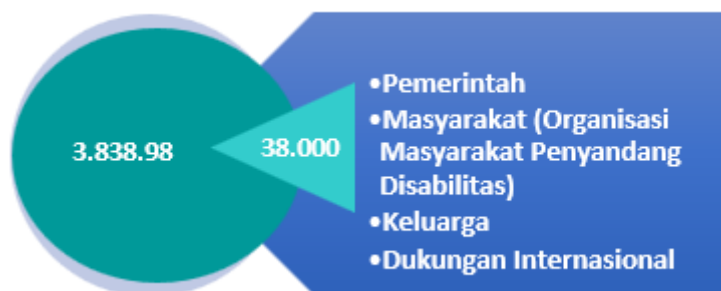 3.838.98
38.000
•Pemerintah
•Masyarakat (Organisasi
Masyarakat Penyandang
Disabilitas)
•Keluarga
•Dukungan Internasional